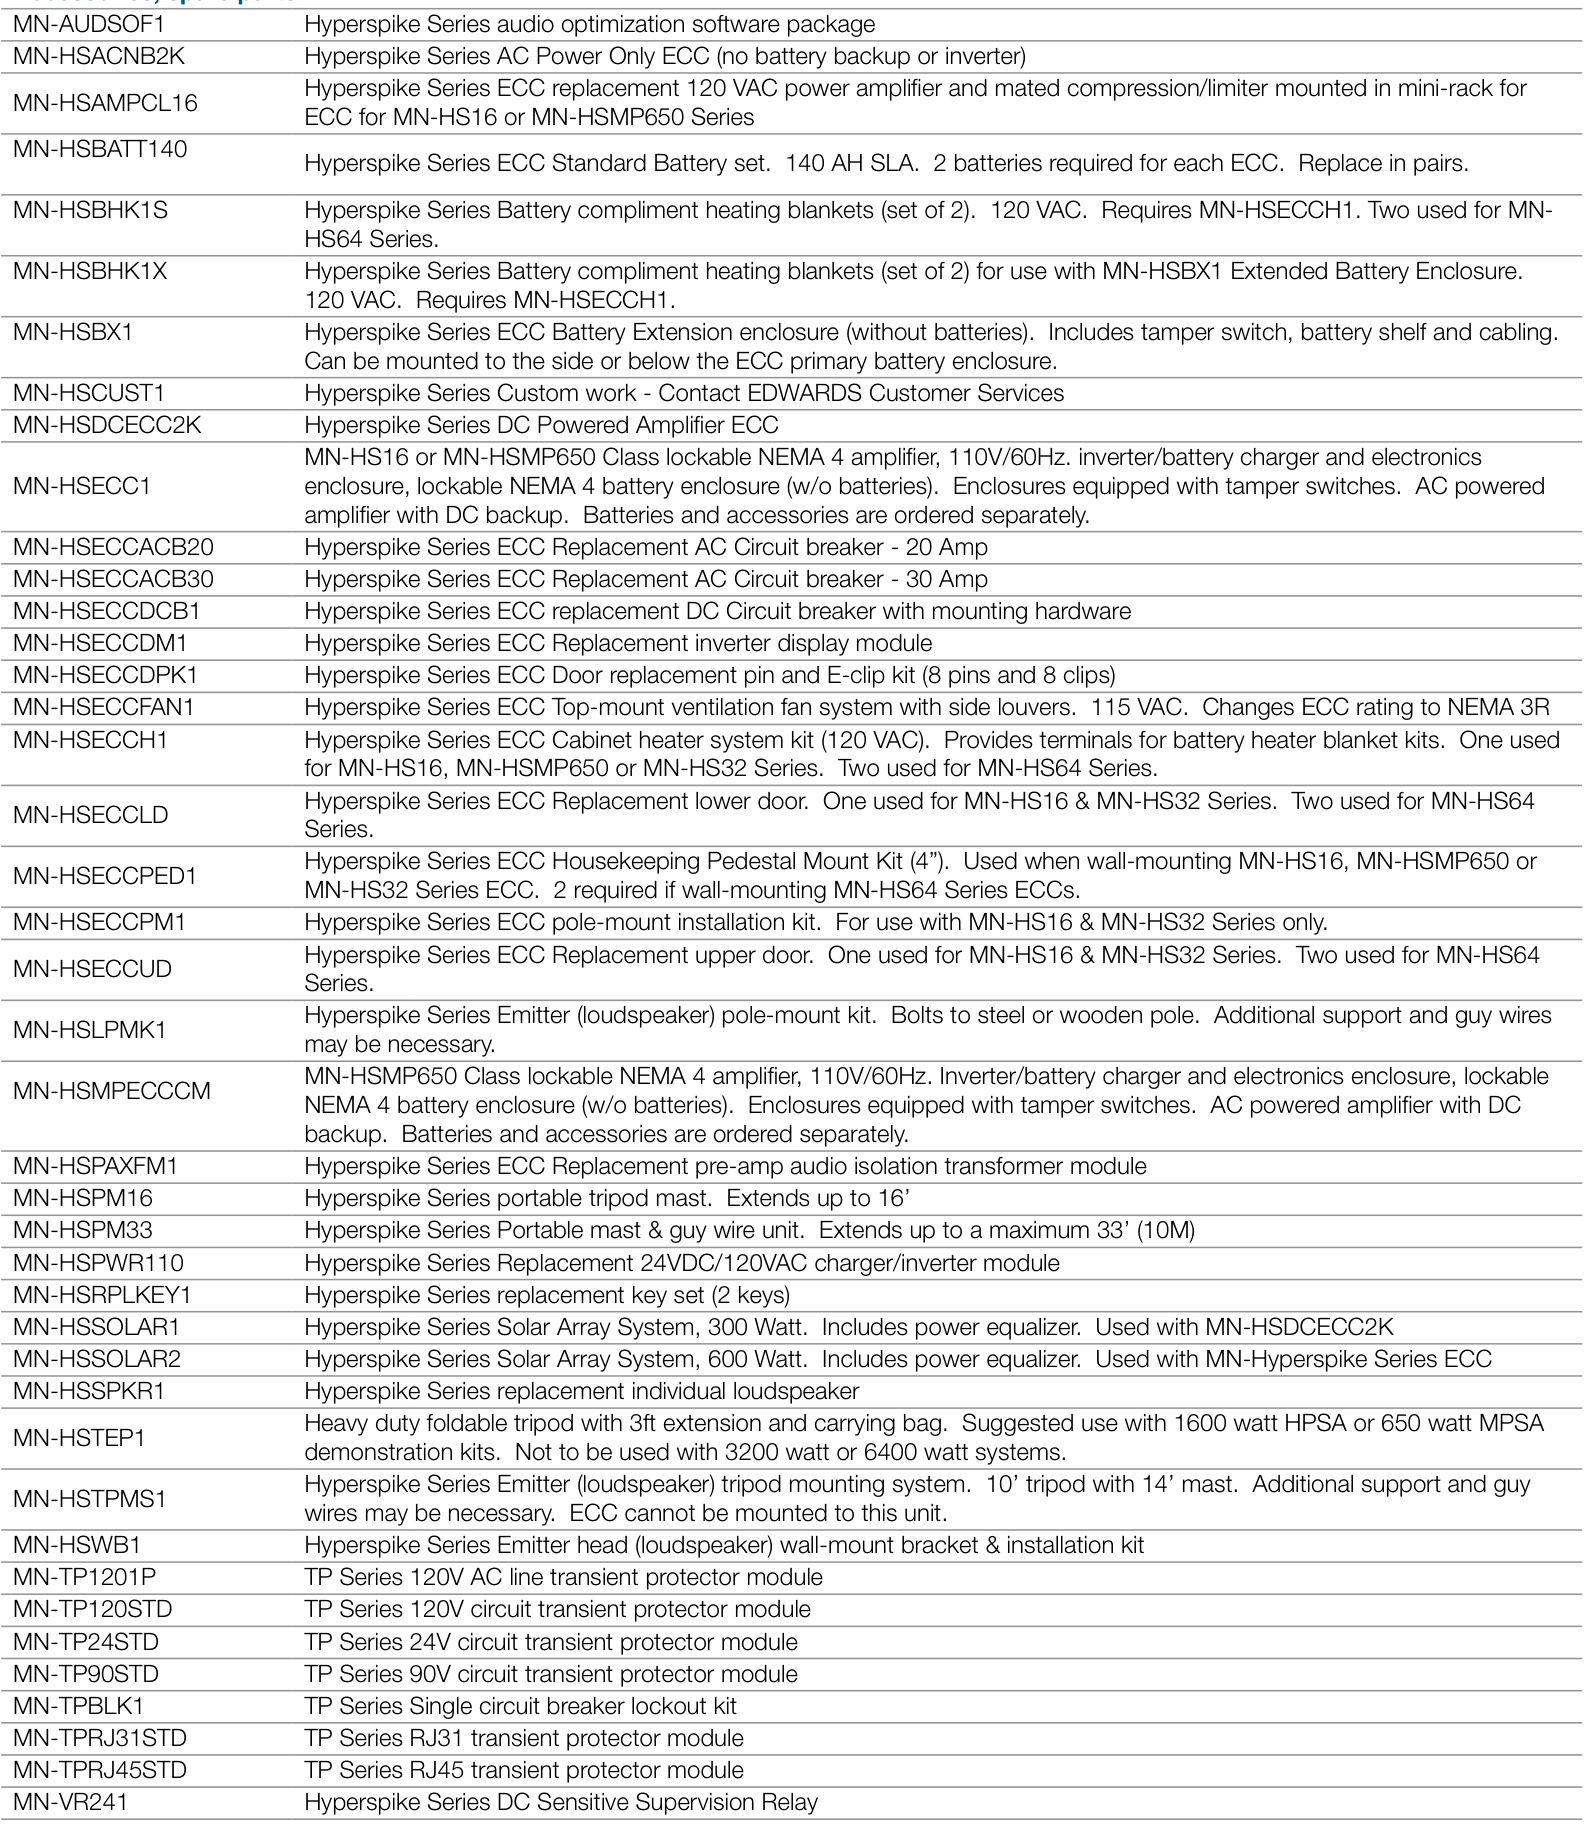 MN-AUDSOF1 Hyperspike Series audio optimization software package
MN-HSACNB2K Hyperspike Series AC Power Only ECC (no battery backup or inverter)
MN-HSAMPCL16 Hyperspike Series ECC replacement 120 VAC power amplifier and mated compression/limiter mounted in mini-rack for
ECC for MN-HS16 or MN-HSMP650 Series
MN-HSBATT140 Hyperspike Series ECC Standard Battery set. 140 AH SLA. 2 batteries required for each ECC. Replace in pairs.
MN-HSBHK1S Hyperspike Series Battery compliment heating blankets (set of 2). 120 VAC. Requires MN-HSECCH1. Two used for MN-
HS64 Series.
MN-HSBHK1X Hyperspike Series Battery compliment heating blankets (set of 2) for use with MN-HSBX1 Extended Battery Enclosure.
120 VAC. Requires MN-HSECCH1.
MN-HSBX1 Hyperspike Series ECC Battery Extension enclosure (without batteries). Includes tamper switch, battery shelf and cabling.
Can be mounted to the side or below the ECC primary battery enclosure.
MN-HSCUST1 Hyperspike Series Custom work - Contact EDWARDS Customer Services
MN-HSDCECC2K Hyperspike Series DC Powered Amplifier ECC
MN-HSECC1 MN-HS16 or MN-HSMP650 Class lockable NEMA 4 amplifier, 110V/60Hz. inverter/battery charger and electronics
enclosure, lockable NEMA 4 battery enclosure (w/o batteries). Enclosures equipped with tamper switches. AC powered
amplifier with DC backup. Batteries and accessories are ordered separately.
MN-HSECCACB20 Hyperspike Series ECC Replacement AC Circuit breaker - 20 Amp
MN-HSECCACB30 Hyperspike Series ECC Replacement AC Circuit breaker - 30 Amp
MN-HSECCDCB1 Hyperspike Series ECC replacement DC Circuit breaker with mounting hardware
MN-HSECCDM1 Hyperspike Series ECC Replacement inverter display module
MN-HSECCDPK1 Hyperspike Series ECC Door replacement pin and E-clip kit (8 pins and 8 clips)
MN-HSECCFAN1 Hyperspike Series ECC Top-mount ventilation fan system with side louvers. 115 VAC. Changes ECC rating to NEMA 3R
MN-HSECCH1 Hyperspike Series ECC Cabinet heater system kit (120 VAC). Provides terminals for battery heater blanket kits. One used
for MN-HS16, MN-HSMP650 or MN-HS32 Series. Two used for MN-HS64 Series.
MN-HSECCLD Hyperspike Series ECC Replacement lower door. One used for MN-HS16 & MN-HS32 Series. Two used for MN-HS64
Series.
MN-HSECCPED1 Hyperspike Series ECC Housekeeping Pedestal Mount Kit (4”). Used when wall-mounting MN-HS16, MN-HSMP650 or
MN-HS32 Series ECC. 2 required if wall-mounting MN-HS64 Series ECCs.
MN-HSECCPM1 Hyperspike Series ECC pole-mount installation kit. For use with MN-HS16 & MN-HS32 Series only.
MN-HSECCUD Hyperspike Series ECC Replacement upper door. One used for MN-HS16 & MN-HS32 Series. Two used for MN-HS64
Series.
MN-HSLPMK1 Hyperspike Series Emitter (loudspeaker) pole-mount kit. Bolts to steel or wooden pole. Additional support and guy wires
may be necessary.
MN-HSMPECCCM MN-HSMP650 Class lockable NEMA 4 amplifier, 110V/60Hz. Inverter/battery charger and electronics enclosure, lockable
NEMA 4 battery enclosure (w/o batteries). Enclosures equipped with tamper switches. AC powered amplifier with DC
backup. Batteries and accessories are ordered separately.
MN-HSPAXFM1 Hyperspike Series ECC Replacement pre-amp audio isolation transformer module
MN-HSPM16 Hyperspike Series portable tripod mast. Extends up to 16’
MN-HSPM33 Hyperspike Series Portable mast & guy wire unit. Extends up to a maximum 33’ (10M)
MN-HSPWR110 Hyperspike Series Replacement 24VDC/120VAC charger/inverter module
MN-HSRPLKEY1 Hyperspike Series replacement key set (2 keys)
MN-HSSOLAR1 Hyperspike Series Solar Array System, 300 Watt. Includes power equalizer. Used with MN-HSDCECC2K
MN-HSSOLAR2 Hyperspike Series Solar Array System, 600 Watt. Includes power equalizer. Used with MN-Hyperspike Series ECC
MN-HSSPKR1 Hyperspike Series replacement individual loudspeaker
MN-HSTEP1 Heavy duty foldable tripod with 3ft extension and carrying bag. Suggested use with 1600 watt HPSA or 650 watt MPSA
demonstration kits. Not to be used with 3200 watt or 6400 watt systems.
MN-HSTPMS1 Hyperspike Series Emitter (loudspeaker) tripod mounting system. 10’ tripod with 14’ mast. Additional support and guy
wires may be necessary. ECC cannot be mounted to this unit.
MN-HSWB1 Hyperspike Series Emitter head (loudspeaker) wall-mount bracket & installation kit
MN-TP1201P TP Series 120V AC line transient protector module
MN-TP120STD TP Series 120V circuit transient protector module
MN-TP24STD TP Series 24V circuit transient protector module
MN-TP90STD TP Series 90V circuit transient protector module
MN-TPBLK1 TP Series Single circuit breaker lockout kit
MN-TPRJ31STD TP Series RJ31 transient protector module
MN-TPRJ45STD TP Series RJ45 transient protector module
MN-VR241 Hyperspike Series DC Sensitive Supervision Relay